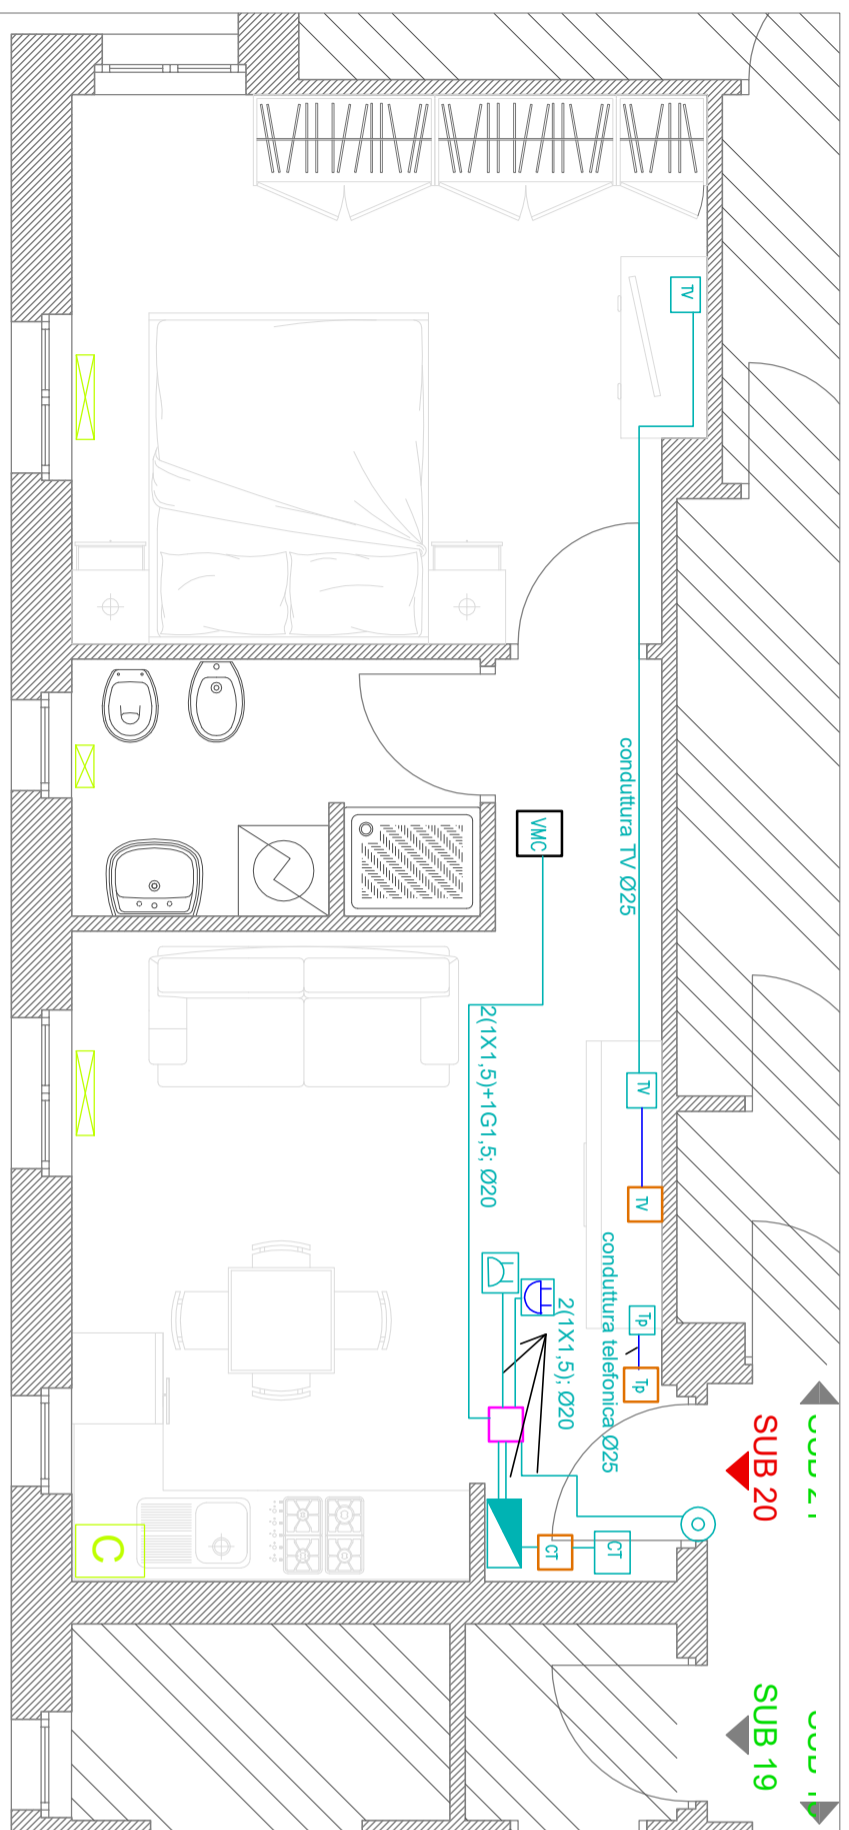 TV
conduttura TV Ø25
VMC
2(1X1,5)+1G1,5; Ø20
TV
TV
conduttura telefonica Ø25
2(1X1,5); Ø20
Tp
Tp
SUB 20
CT
CT
C
SUB 19